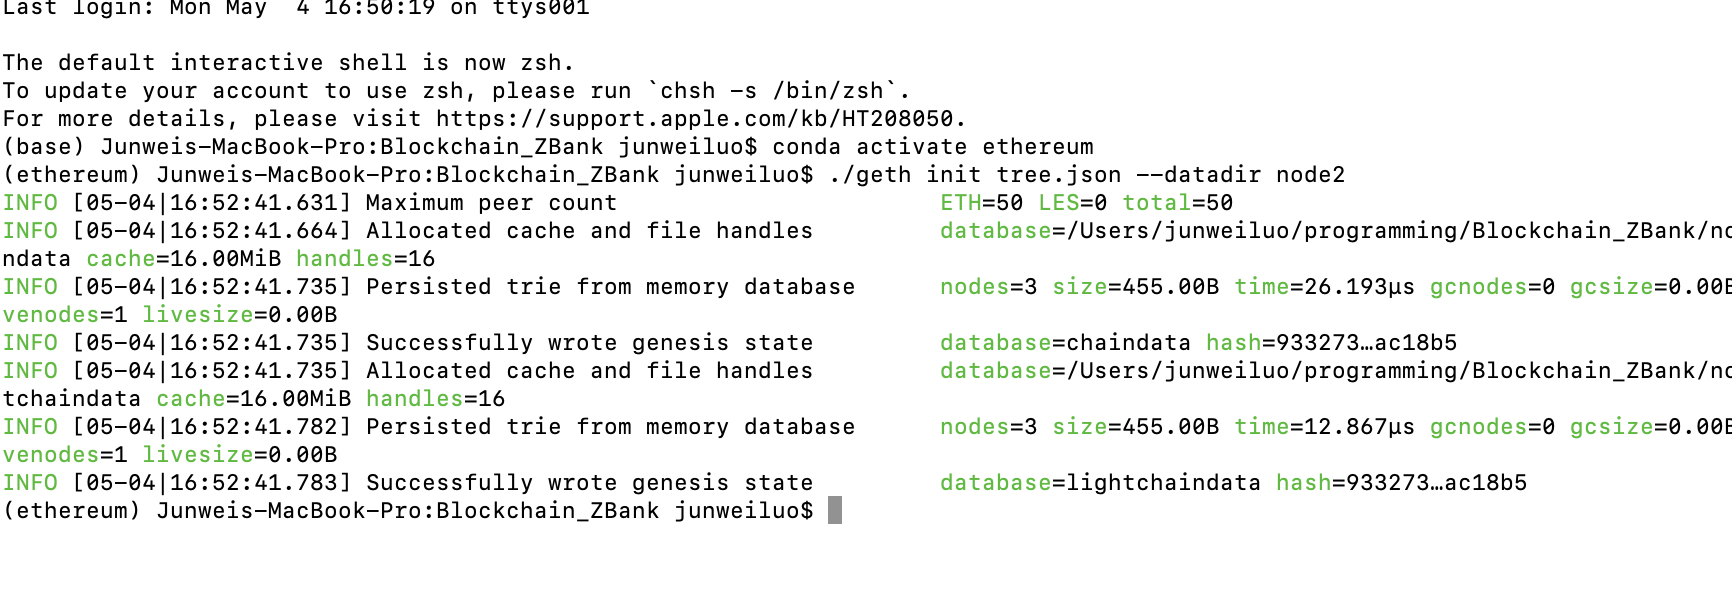 Last login: Mon May  4 16:50:19 on ttys001
The default interactive shell is now zsh.
To update your account to use zsh, please run `chsh -s /bin/zsh`.
For more details, please visit https://support.apple.com/kb/HT208050.
(base) Junweis-MacBook-Pro:Blockchain_ZBank junweiluo$ conda activate ethereum
(ethereum) Junweis-MacBook-Pro:Blockchain_ZBank junweiluo$ ./geth init tree.json --datadir node2
INFO [05-04|16:52:41.631] Maximum peer count                       ETH=50 LES=0 total=50
INFO [05-04|16:52:41.664] Allocated cache and file handles         database=/Users/junweiluo/programming/Blockchain_ZBank/no
ndata cache=16.00MiB handles=16
INFO [05-04|16:52:41.735] Persisted trie from memory database      nodes=3 size=455.00B time=26.193µs gcnodes=0 gcsize=0.00B
venodes=1 livesize=0.00B
INFO [05-04|16:52:41.735] Successfully wrote genesis state         database=chaindata hash=933273…ac18b5
INFO [05-04|16:52:41.735] Allocated cache and file handles         database=/Users/junweiluo/programming/Blockchain_ZBank/no
tchaindata cache=16.00MiB handles=16
INFO [05-04|16:52:41.782] Persisted trie from memory database      nodes=3 size=455.00B time=12.867µs gcnodes=0 gcsize=0.00B
venodes=1 livesize=0.00B
INFO [05-04|16:52:41.783] Successfully wrote genesis state         database=lightchaindata hash=933273…ac18b5
(ethereum) Junweis-MacBook-Pro:Blockchain_ZBank junweiluo$